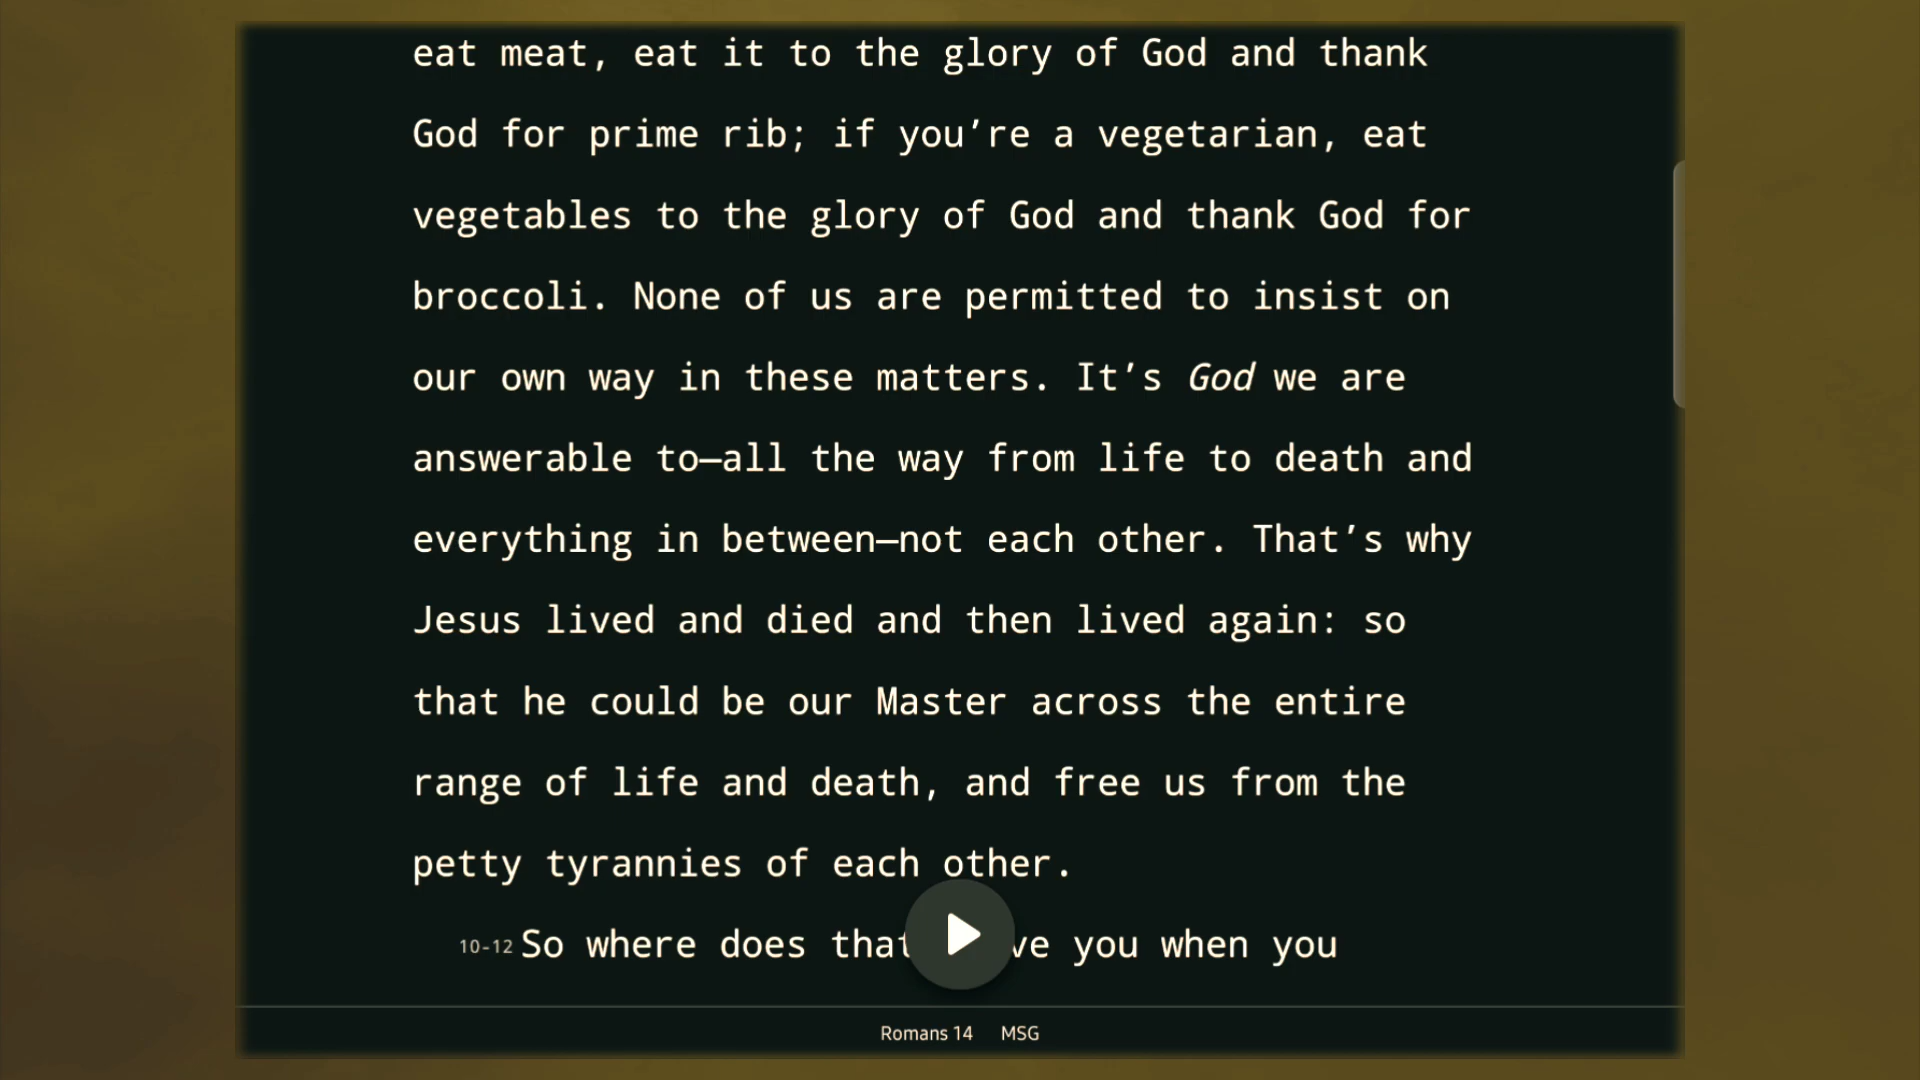 eat meat, eat it to the glory of God and thank
God for prime rib; if you’re a vegetarian, eat
vegetables to the glory of God and thank God for
broccoli. None of us are permitted to insist on
our own way in these matters. It’s God we are
answerable to—all the way from life to death and
everything in between—not each other. That’s why
Jesus lived and died and then lived again: so
that he could be our Master across the entire
range of life and death, and free us from the
petty tyrannies of each other.
10-12 So where does that you when you
Romans 14 MSG